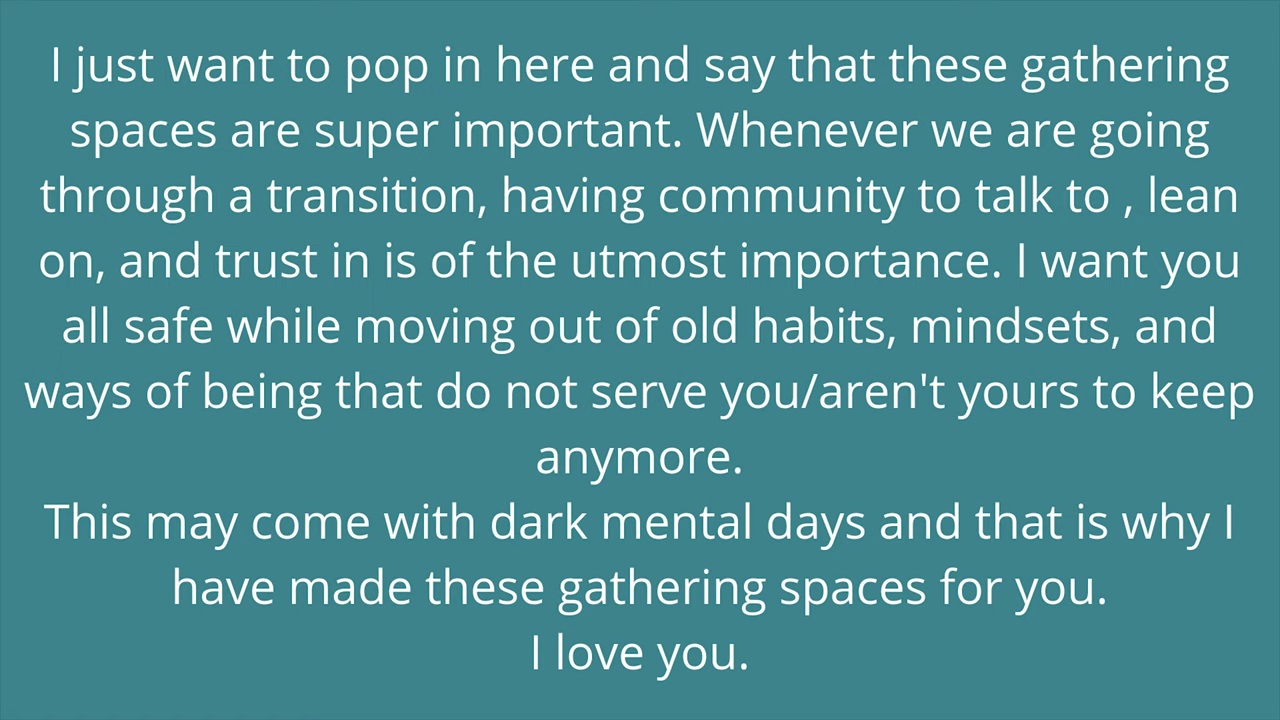 I just want to pop in here and say that these gathering
spaces are super important. Whenever we are going
through a transition, having community to talk to , lean
on, and trust in is of the utmost importance. I want you
all safe while moving out of old habits, mindsets, and
ways of being that do not serve you/aren't yours to keep
anymore.
This may come with dark mental days and that is why I
have made these gathering spaces for you.
I love you.